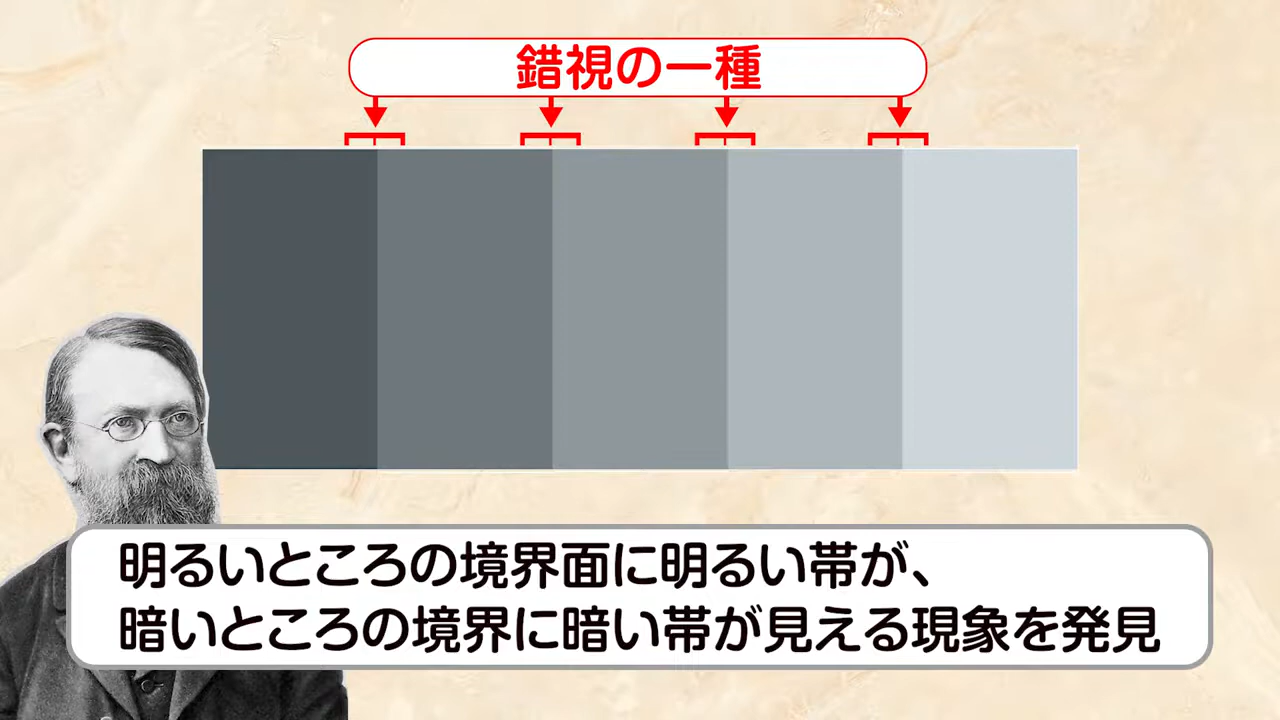 錯視の一種
明るいところの境界面に明るい帯が、
暗いところの境界に暗い帯が見える現象を発見